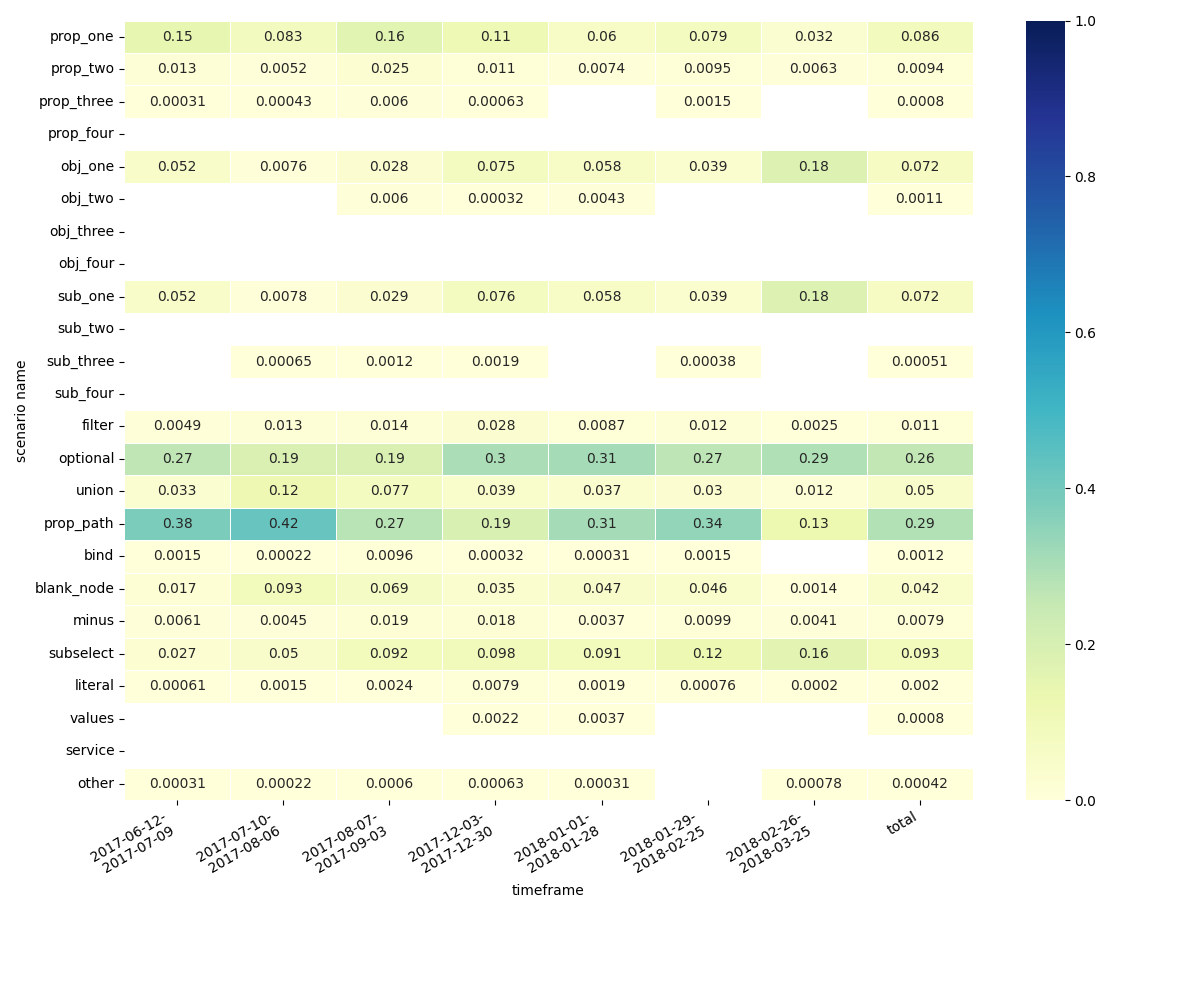 prop_one 0.15 0.083 0.16 0.11 0.06 0.079 0.032 0.086
prop_two 0.013 0.0052 0.025 0.011 0.0074 0.0095 0.0063 0.0094
prop_three 0.00031 0.00043 0.006 0.00063 0.0015 0.0008
prop_four
obj_one 0.052 0.0076 0.028 0.075 0.058 0.039 0.18 0.072
obj_two 0.006 0.00032 0.0043 0.0011
obj_three
obj_four
sub_one 0.052 0.0078 0.029 0.076 0.058 0.039 0.18 0.072
sub_two
sub_three 0.00065 0.0012 0.0019 0.00038 0.00051
sub_four
filter 0.0049 0.013 0.014 0.028 0.0087 0.012 0.0025 0.011
optional 0.27 0.19 0.19 0.3 0.31 0.27 0.29 0.26
union 0.033 0.12 0.077 0.039 0.037 0.03 0.012 0.05
prop_path 0.38 0.42 0.27 0.19 0.31 0.34 0.13 0.29
bind 0.0015 0.00022 0.0096 0.00032 0.00031 0.0015 0.0012
blank_node 0.017 0.093 0.069 0.035 0.047 0.046 0.0014 0.042
minus 0.0061 0.0045 0.019 0.018 0.0037 0.0099 0.0041 0.0079
subselect 0.027 0.05 0.092 0.098 0.091 0.12 0.16 0.093
literal 0.00061 0.0015 0.0024 0.0079 0.0019 0.00076 0.0002 0.002
values 0.0022 0.0037 0.0008
service
other 0.00031 0.00022 0.0006 0.00063 0.00031 0.00078 0.00042
scenario name
2017-06-12-
2017-07-09
2017-07-10-
2017-08-06
2017-08-07-
2017-09-03
2017-12-03-
2017-12-30
2018-01-01-
2018-01-28
2018-01-29-
2018-02-25
2018-02-26-
2018-03-25
total
timeframe
1.0
0.8
0.6
0.4
0.2
0.0